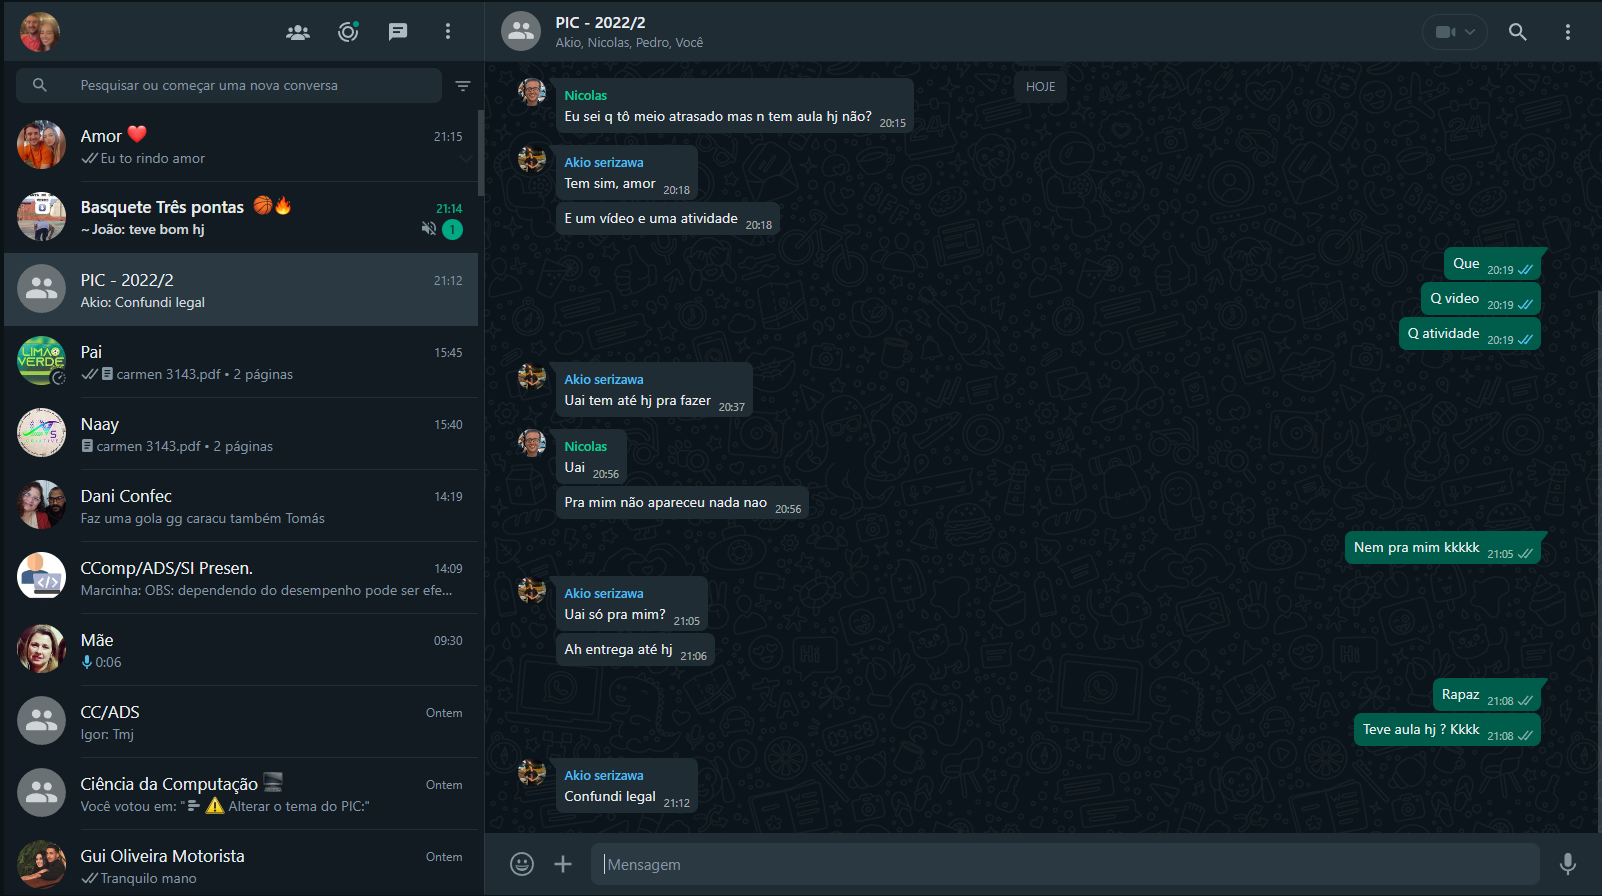 Pesquisar ou começar uma nova conversa
Amor ❤️ 21:15
Eu to rindo amor
Basquete Três pontas 🏀🔥 21:14
~ João: teve bom hj 1
PIC - 2022/2 21:12
Akio: Confundi legal
Pai 15:45
carmen 3143.pdf • 2 páginas
Naay 15:40
carmen 3143.pdf • 2 páginas
Dani Confec 14:19
Faz uma gola gg caracu também Tomás
CComp/ADS/SI Presen. 14:09
Marcinha: OBS: dependendo do desempenho pode ser efe...
Mãe 09:30
0:06
CC/ADS Ontem
Igor: Tmj
Ciência da Computação Ontem
Você votou em: "⚠️ Alterar o tema do PIC:"
Gui Oliveira Motorista Ontem
Tranquilo mano
PIC - 2022/2
Akio, Nicolas, Pedro, Você
HOJE
Nicolas
Eu sei q tô meio atrasado mas n tem aula hj não? 20:15
Akio serizawa
Tem sim, amor 20:18
E um vídeo e uma atividade 20:18
Que 20:19
Q video 20:19
Q atividade 20:19
Akio serizawa
Uai tem até hj pra fazer 20:37
Nicolas
Uai 20:56
Pra mim não apareceu nada nao 20:56
Nem pra mim kkkkk 21:05
Akio serizawa
Uai só pra mim? 21:05
Ah entrega até hj 21:06
Rapaz 21:08
Teve aula hj ? Kkkk 21:08
Akio serizawa
Confundi legal 21:12
Mensagem